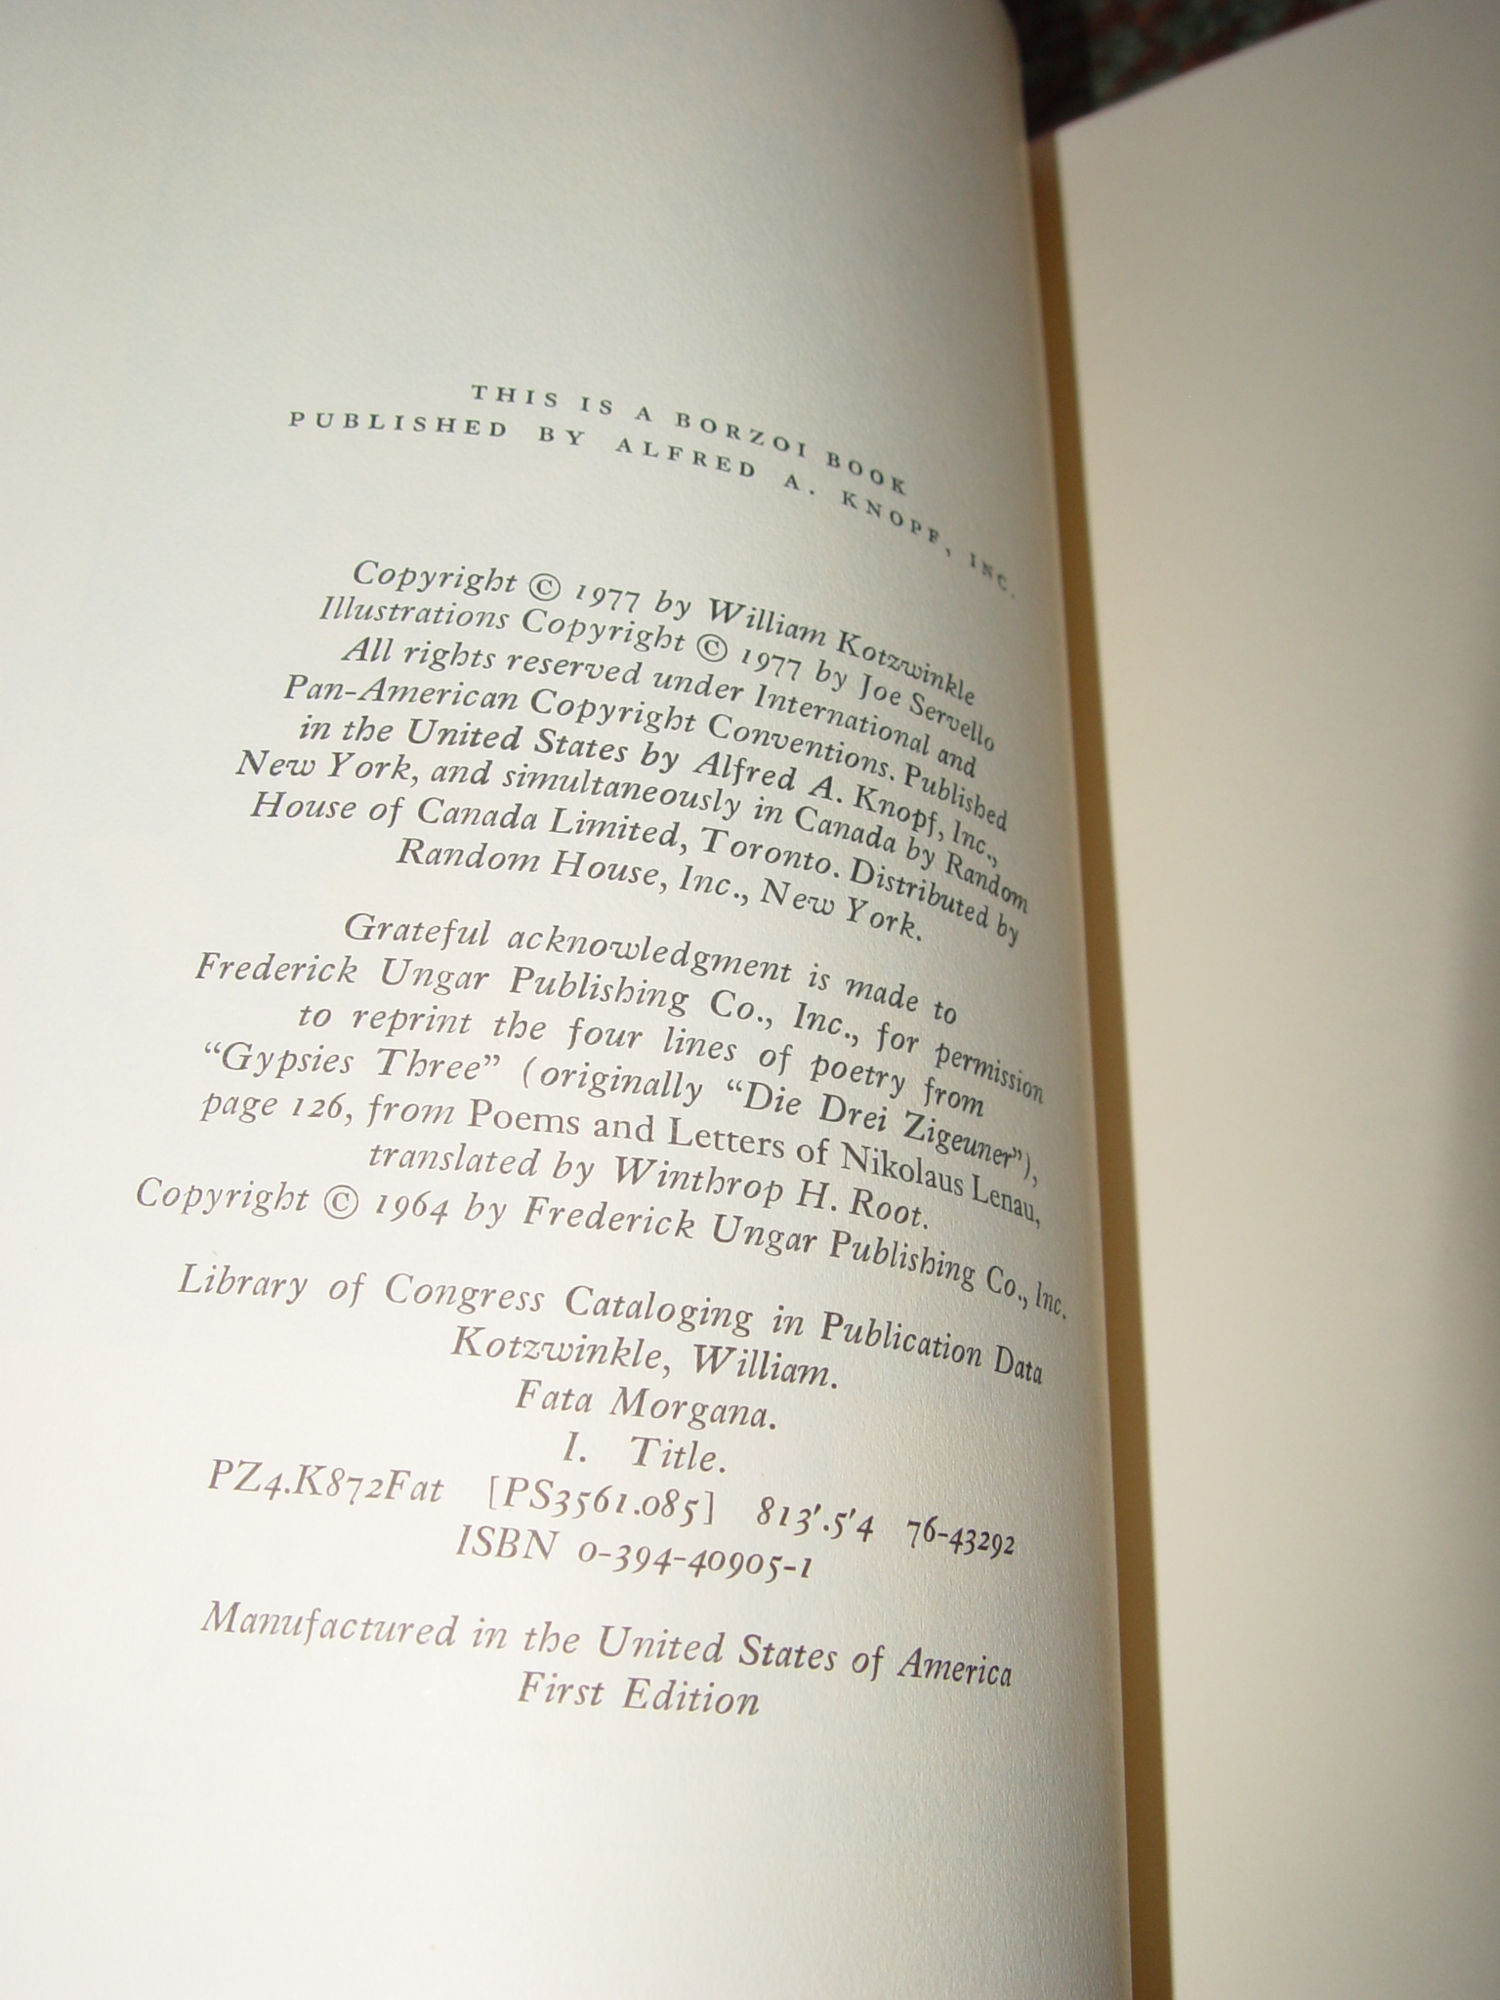 THIS IS A BORZOI BOOK
PUBLISHED BY ALFRED A. KNOPF, INC.
Copyright © 1977 by William Kotzwinkle
Illustrations Copyright © 1977 by Joe Servello
All rights reserved under International and
Pan-American Copyright Conventions. Published
in the United States by Alfred A. Knopf, Inc.,
New York, and simultaneously in Canada by Random
House of Canada Limited, Toronto. Distributed by
Random House, Inc., New York.
Grateful acknowledgment is made to
Frederick Ungar Publishing Co., Inc., for permission
to reprint the four lines of poetry from
“Gypsies Three” (originally “Die Drei Zigeuner”),
page 126, from Poems and Letters of Nikolaus Lenau,
translated by Winthrop H. Root.
Copyright © 1964 by Frederick Ungar Publishing Co., Inc.
Library of Congress Cataloging in Publication Data
Kotzwinkle, William.
Fata Morgana.
I. Title.
PZ4.K872Fat [PS3561.085] 813'.5'4 76-43292
ISBN 0-394-40905-1
Manufactured in the United States of America
First Edition